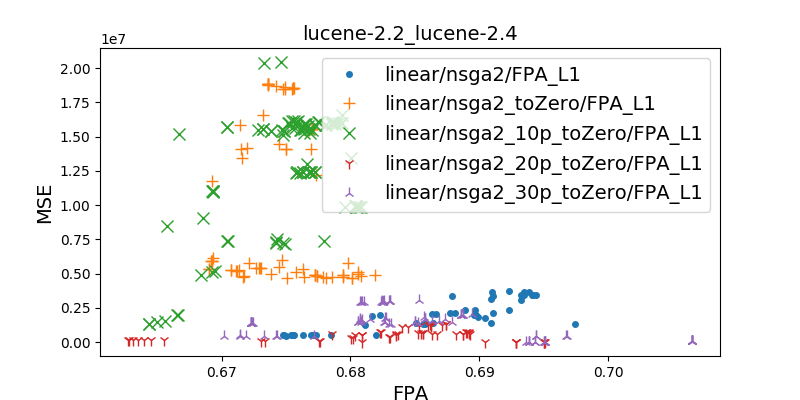 lucene-2.2_lucene-2.4
1e7
linear/nsga2/FPA_L1
linear/nsga2_toZero/FPA_L1
linear/nsga2_10p_toZero/FPA_L1
linear/nsga2_20p_toZero/FPA_L1
linear/nsga2_30p_toZero/FPA_L1
2.00
1.75
1.50
1.25
1.00
0.75
0.50
0.25
0.00
MSE
0.67
0.68
0.69
0.70
FPA